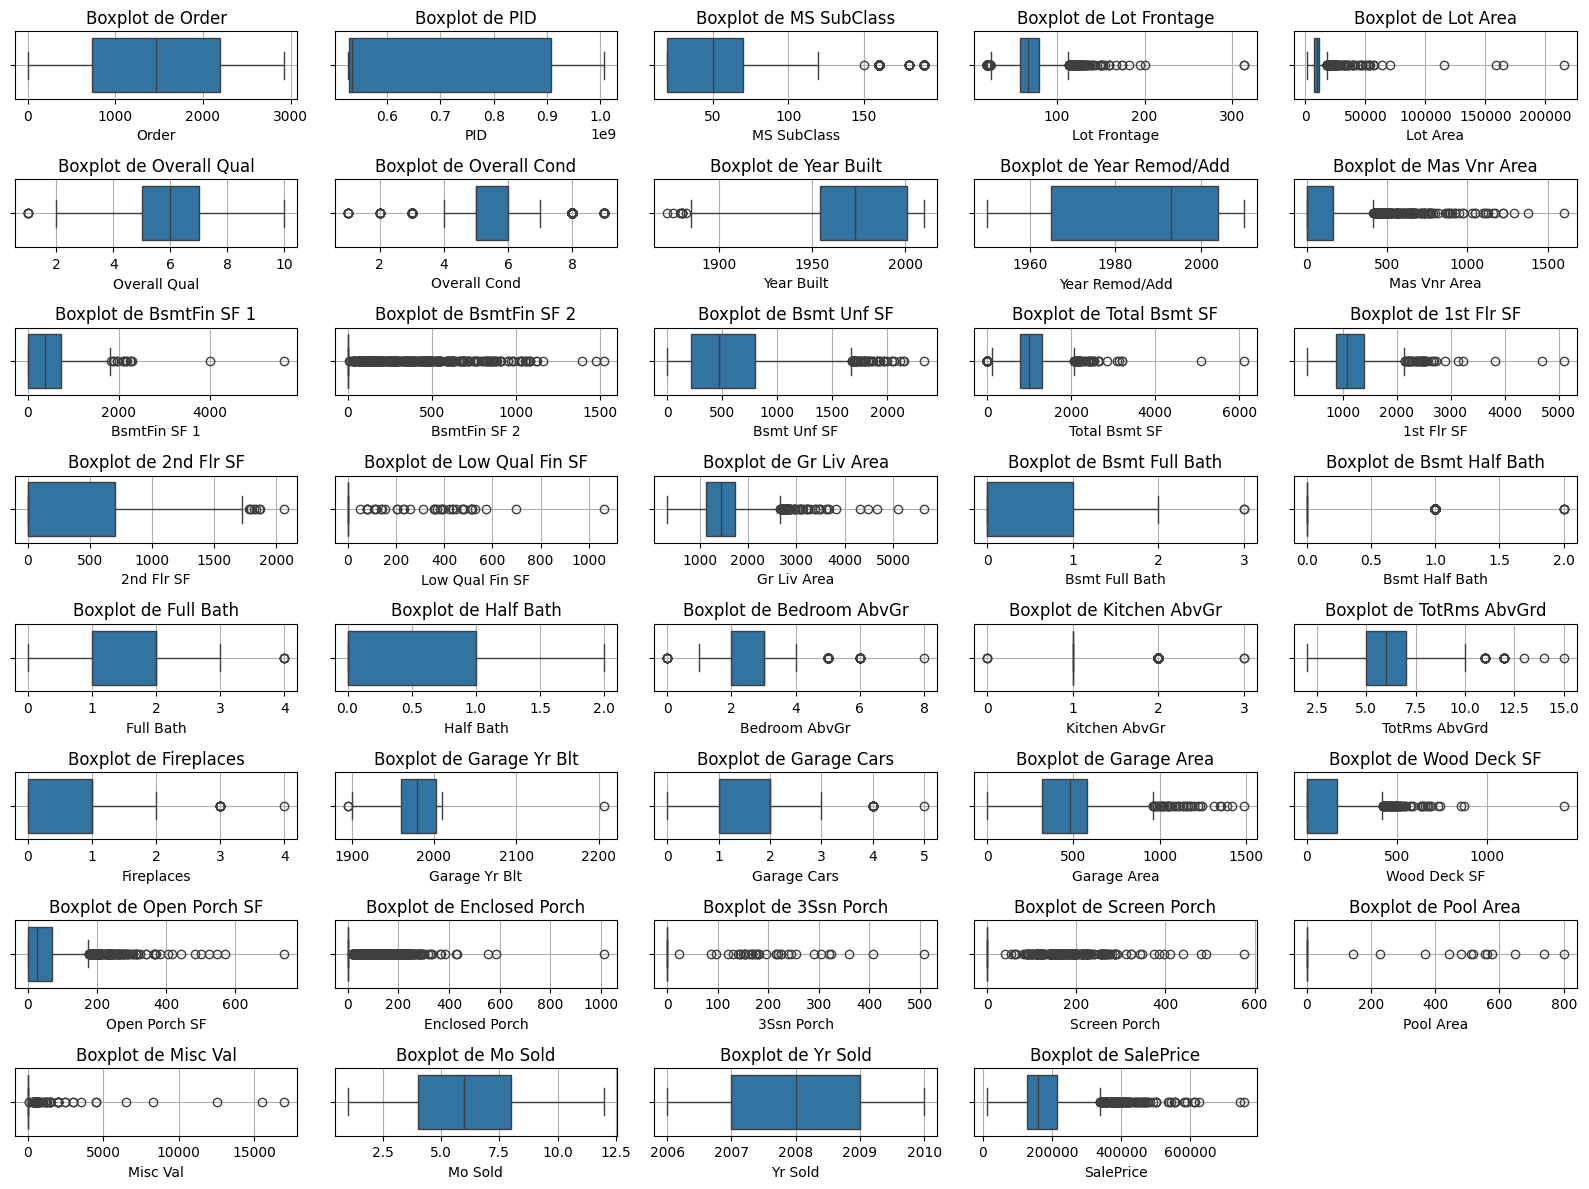 Boxplot de Order
Boxplot de PID
Boxplot de MS SubClass
Boxplot de Lot Frontage
Boxplot de Lot Area
0 1000 2000 3000
0.6 0.7 0.8 0.9 1.0
1e9
50 100 150
100 200 300
0 50000 100000 150000 200000
Order
PID
MS SubClass
Lot Frontage
Lot Area
Boxplot de Overall Qual
Boxplot de Overall Cond
Boxplot de Year Built
Boxplot de Year Remod/Add
Boxplot de Mas Vnr Area
2 4 6 8 10
2 4 6 8
1900 1950 2000
1960 1980 2000
0 500 1000 1500
Overall Qual
Overall Cond
Year Built
Year Remod/Add
Mas Vnr Area
Boxplot de BsmtFin SF 1
Boxplot de BsmtFin SF 2
Boxplot de Bsmt Unf SF
Boxplot de Total Bsmt SF
Boxplot de 1st Flr SF
0 2000 4000
0 500 1000 1500
0 500 1000 1500 2000
0 2000 4000 6000
1000 2000 3000 4000 5000
BsmtFin SF 1
BsmtFin SF 2
Bsmt Unf SF
Total Bsmt SF
1st Flr SF
Boxplot de 2nd Flr SF
Boxplot de Low Qual Fin SF
Boxplot de Gr Liv Area
Boxplot de Bsmt Full Bath
Boxplot de Bsmt Half Bath
0 500 1000 1500 2000
0 200 400 600 800 1000
1000 2000 3000 4000 5000
0 1 2 3
0.0 0.5 1.0 1.5 2.0
2nd Flr SF
Low Qual Fin SF
Gr Liv Area
Bsmt Full Bath
Bsmt Half Bath
Boxplot de Full Bath
Boxplot de Half Bath
Boxplot de Bedroom AbvGr
Boxplot de Kitchen AbvGr
Boxplot de TotRms AbvGrd
0 1 2 3 4
0.0 0.5 1.0 1.5 2.0
0 2 4 6 8
0 1 2 3
2.5 5.0 7.5 10.0 12.5 15.0
Full Bath
Half Bath
Bedroom AbvGr
Kitchen AbvGr
TotRms AbvGrd
Boxplot de Fireplaces
Boxplot de Garage Yr Blt
Boxplot de Garage Cars
Boxplot de Garage Area
Boxplot de Wood Deck SF
0 1 2 3 4
1900 2000 2100 2200
0 1 2 3 4 5
0 500 1000 1500
0 500 1000
Fireplaces
Garage Yr Blt
Garage Cars
Garage Area
Wood Deck SF
Boxplot de Open Porch SF
Boxplot de Enclosed Porch
Boxplot de 3Ssn Porch
Boxplot de Screen Porch
Boxplot de Pool Area
0 200 400 600
0 200 400 600 800 1000
0 100 200 300 400 500
0 200 400 600
0 200 400 600 800
Open Porch SF
Enclosed Porch
3Ssn Porch
Screen Porch
Pool Area
Boxplot de Misc Val
Boxplot de Mo Sold
Boxplot de Yr Sold
Boxplot de SalePrice
0 5000 10000 15000
2.5 5.0 7.5 10.0 12.5
2006 2007 2008 2009 2010
0 200000 400000 600000
Misc Val
Mo Sold
Yr Sold
SalePrice